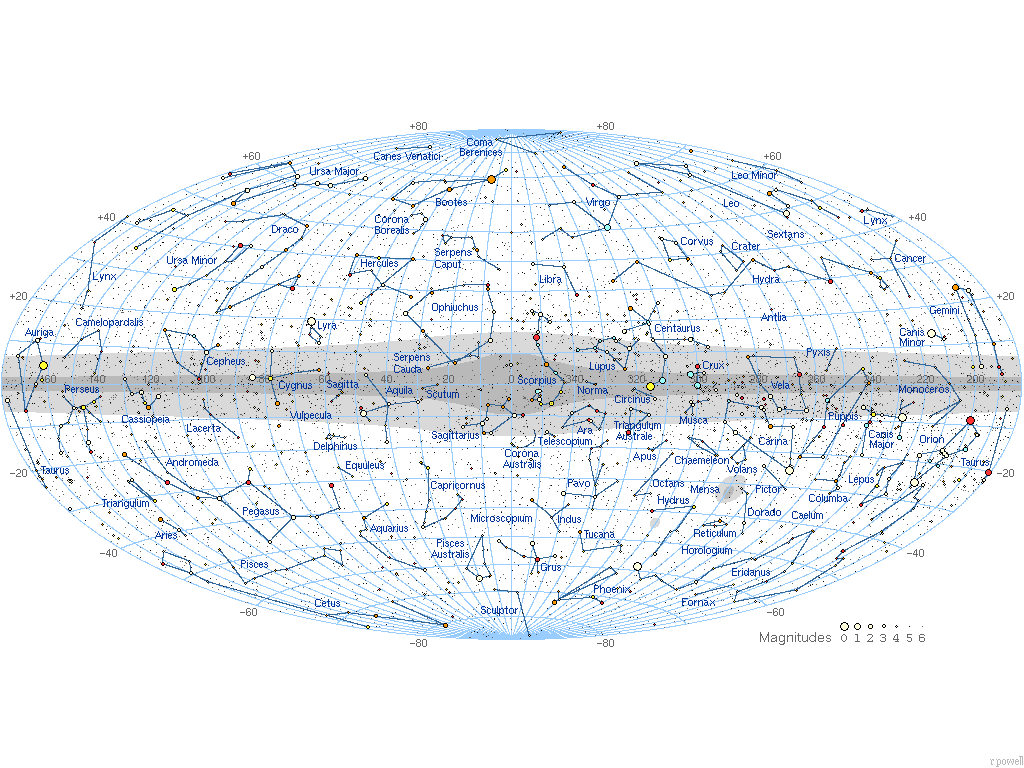 +80
+80
Coma
Berenices
Canes Venatici
+60
+60
Ursa Major
Leo Minor
Bootes
Virgo
Leo
+40
Corona
Borealis
Lynx
+40
Draco
Sextans
Corvus
Crater
Ursa Minor
Serpens
Caput
Hercules
Cancer
Lynx
Libra
Hydra
+20
+20
Ophiuchus
Gemini
Camelopardalis
Lyra
Antlia
Auriga
Centaurus
Canis
Minor
Cepheus
Serpens
Cauda
Lupus
Crux
Pyxis
160
140
120
100
80
60
40
20
0
340
320
280
260
240
220
200
Perseus
Cygnus
Sagitta
Aquila
Scutum
Scorpius
Norma
Circinus
Vela
Monoceros
Cassiopeia
Lacerta
Vulpecula
Sagittarius
Telescopium
Ara
Triangulum
Australe
Musca
Carina
Puppis
Canis
Major
Orion
Delphinus
Corona
Australis
Apus
Chaemeleon
Volans
Taurus
Taurus
-20
-20
Andromeda
Equuleus
Capricornus
Pavo
Octans
Mensa
Pictor
Lepus
Columba
Triangulum
Pegasus
Hydrus
Dorado
Caelum
Aries
Aquarius
Microscopium
Indus
Tucana
Reticulum
-40
-40
Pisces
Pisces
Australis
Grus
Horologium
Eridanus
Phoenix
Cetus
Sculptor
Fornax
-60
-60
-80
-80
Magnitudes 0 1 2 3 4 5 6
r powell